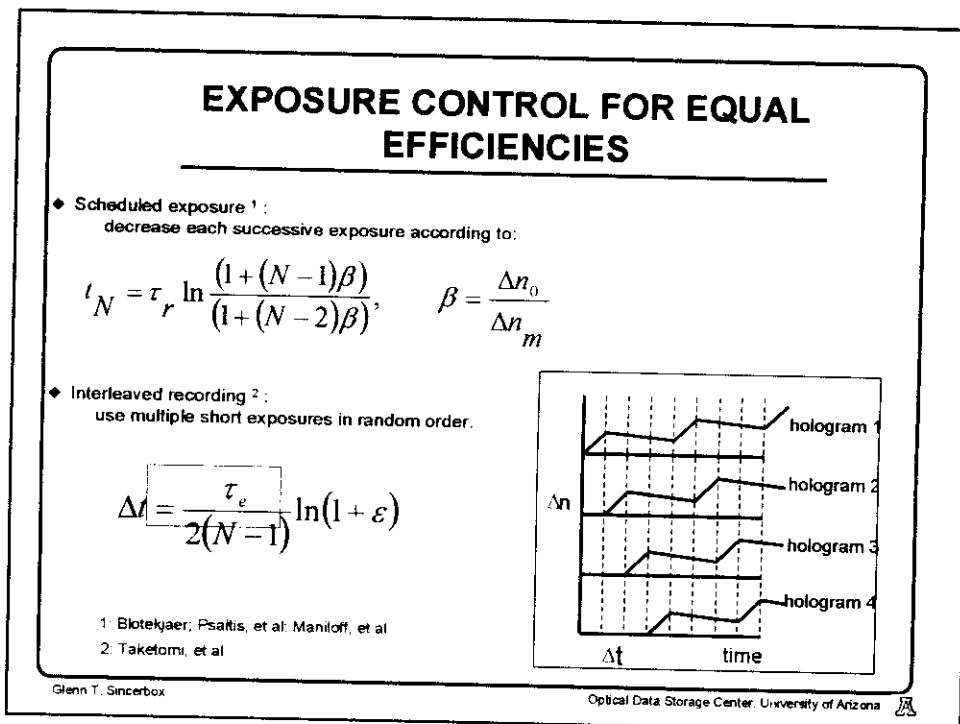 EXPOSURE CONTROL FOR EQUAL
EFFICIENCIES
◆ Scheduled exposure ¹ :
decrease each successive exposure according to:
t_N = τ_r ln (1 + (N − 1)β) / (1 + (N − 2)β), β = Δn₀ / Δn_m
◆ Interleaved recording ² :
use multiple short exposures in random order.
Δt = τ_e / 2(N − 1) ln(1 + ε)
hologram 1
hologram 2
Δn
hologram 3
hologram 4
Δt time
1: Blotekjaer; Psaltis, et al: Maniloff, et al
2: Taketomi, et al
Glenn T. Sincerbox
Optical Data Storage Center, University of Arizona